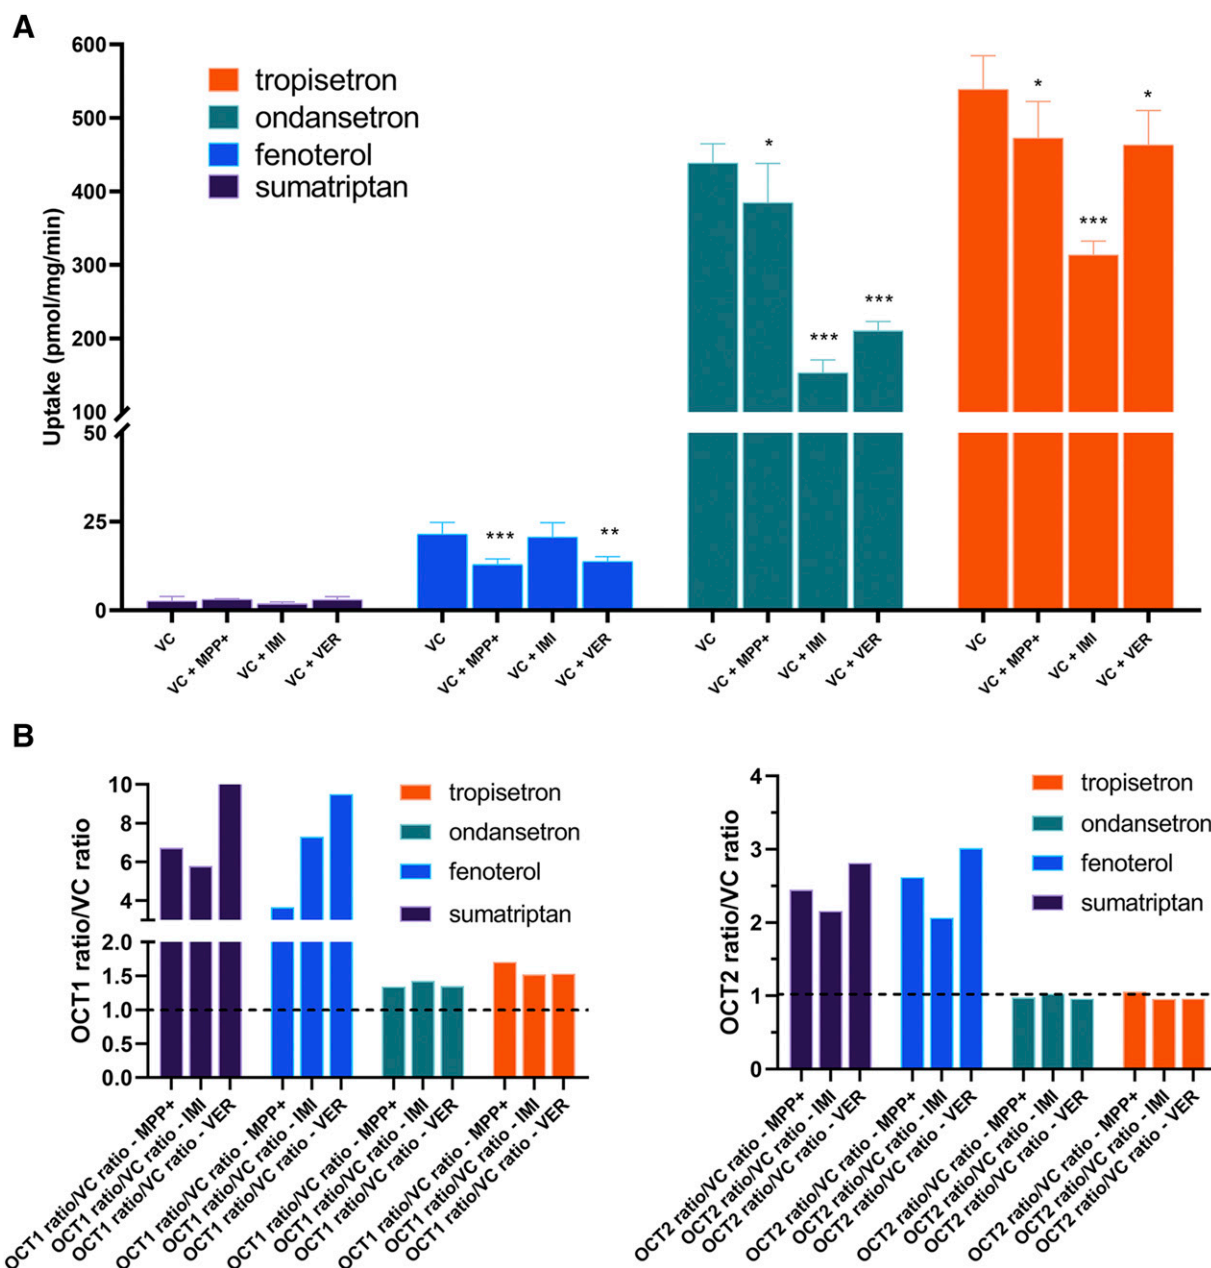 A
Uptake (pmol/mg/min)
600
500
400
300
200
100
50
25
0
tropisetron
ondansetron
fenoterol
sumatriptan
*
***
***
*
***
*
***
**
VC
VC + MPP+
VC + IMI
VC + VER
VC
VC + MPP+
VC + IMI
VC + VER
VC
VC + MPP+
VC + IMI
VC + VER
VC
VC + MPP+
VC + IMI
VC + VER
B
OCT1 ratio/VC ratio
10
8
6
4
2.0
1.5
1.0
0.5
0.0
tropisetron
ondansetron
fenoterol
sumatriptan
OCT1 ratio/VC ratio - MPP+
OCT1 ratio/VC ratio - IMI
OCT1 ratio/VC ratio - VER
OCT1 ratio/VC ratio - MPP+
OCT1 ratio/VC ratio - IMI
OCT1 ratio/VC ratio - VER
OCT1 ratio/VC ratio - MPP+
OCT1 ratio/VC ratio - IMI
OCT1 ratio/VC ratio - VER
OCT1 ratio/VC ratio - MPP+
OCT1 ratio/VC ratio - IMI
OCT1 ratio/VC ratio - VER
OCT2 ratio/VC ratio
4
3
2
1
0
tropisetron
ondansetron
fenoterol
sumatriptan
OCT2 ratio/VC ratio - MPP+
OCT2 ratio/VC ratio - IMI
OCT2 ratio/VC ratio - VER
OCT2 ratio/VC ratio - MPP+
OCT2 ratio/VC ratio - IMI
OCT2 ratio/VC ratio - VER
OCT2 ratio/VC ratio - MPP+
OCT2 ratio/VC ratio - IMI
OCT2 ratio/VC ratio - VER
OCT2 ratio/VC ratio - MPP+
OCT2 ratio/VC ratio - IMI
OCT2 ratio/VC ratio - VER